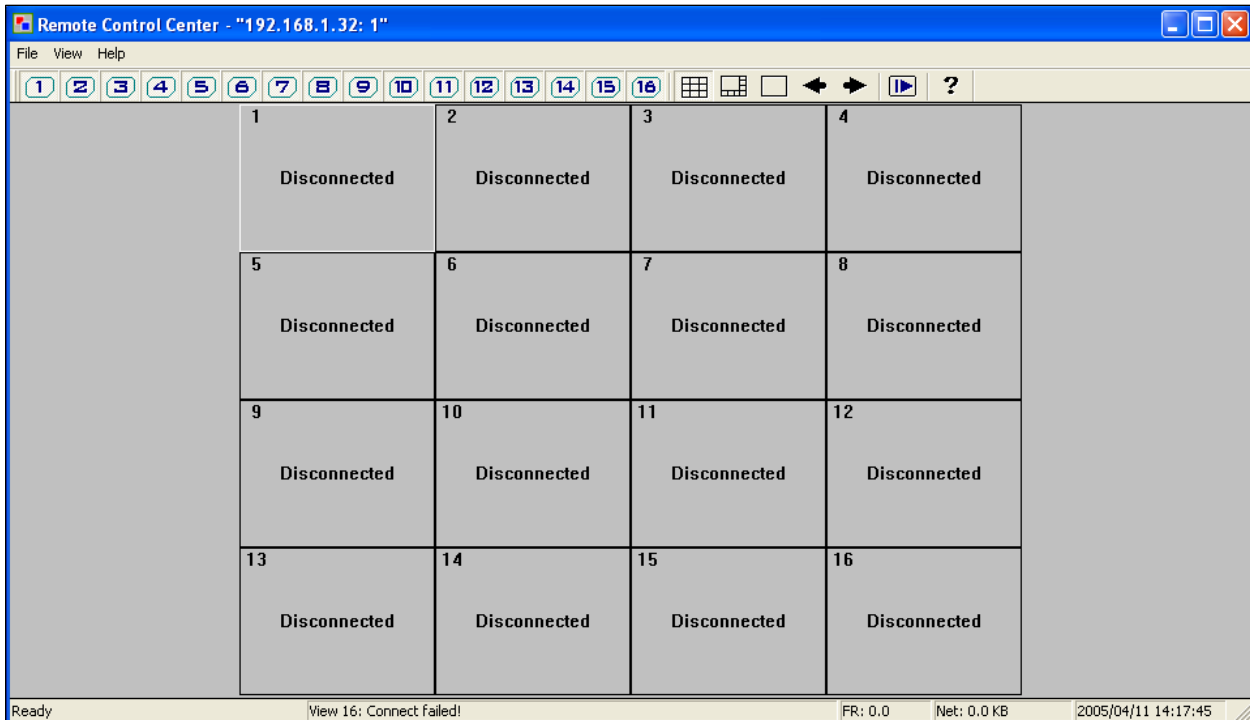 Remote Control Center - "192.168.1.32: 1"
File View Help
1 2 3 4 5 6 7 8 9 10 11 12 13 14 15 16 ?
1 2 3 4
Disconnected Disconnected Disconnected Disconnected
5 6 7 8
Disconnected Disconnected Disconnected Disconnected
9 10 11 12
Disconnected Disconnected Disconnected Disconnected
13 14 15 16
Disconnected Disconnected Disconnected Disconnected
Ready View 16: Connect failed! FR: 0.0 Net: 0.0 KB 2005/04/11 14:17:45